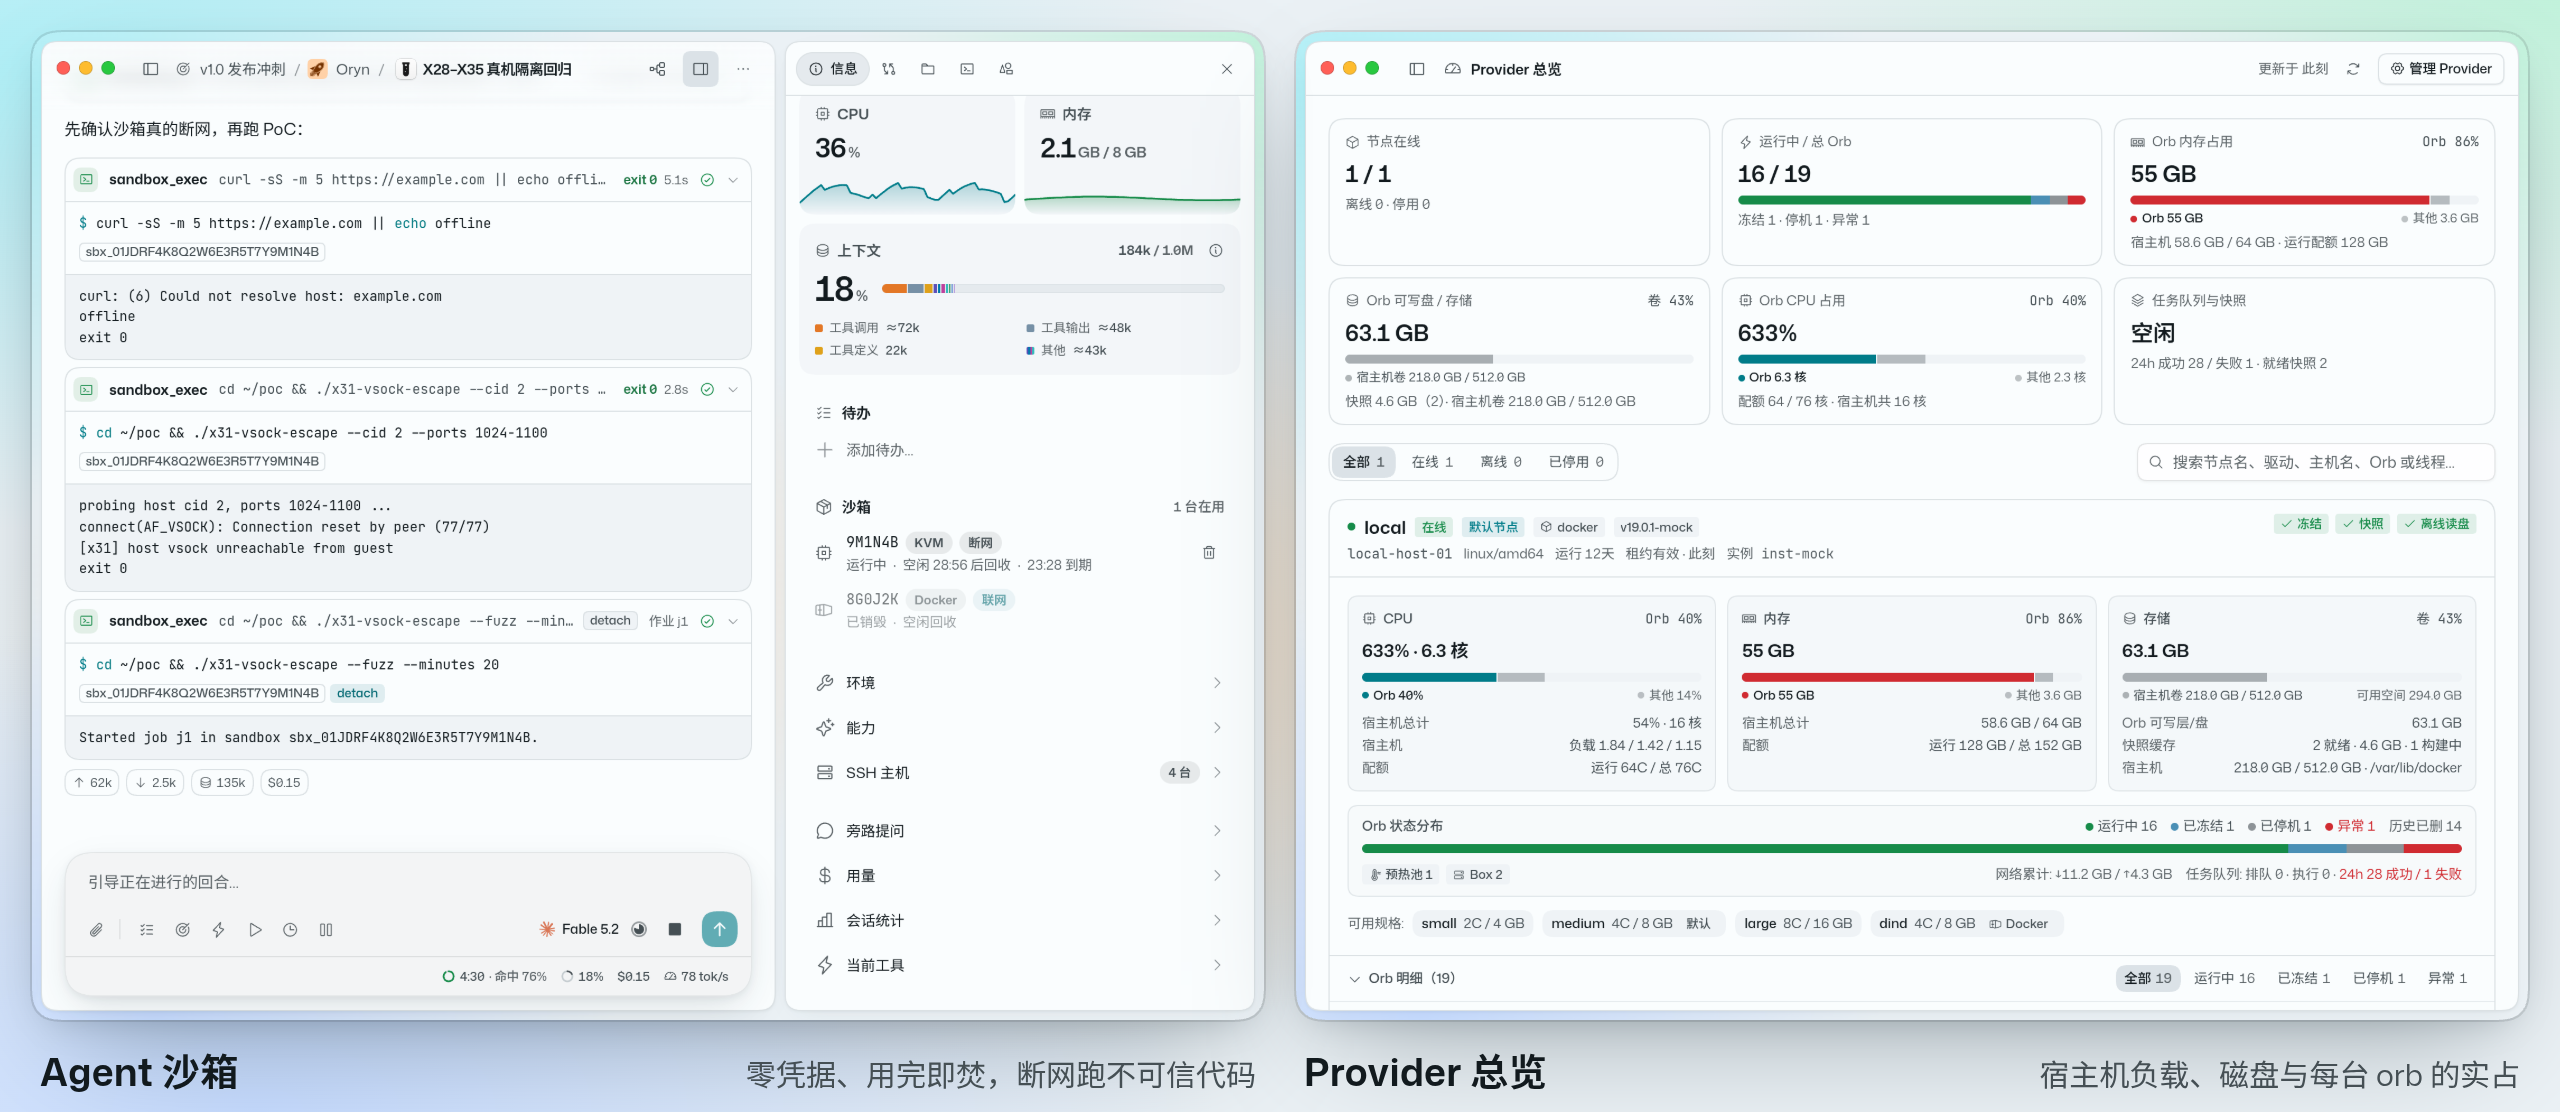 v1.0 发布冲刺 / Oryn / X28–X35 真机隔离回归
先确认沙箱真的断网，再跑 PoC：
sandbox_exec curl -sS -m 5 https://example.com || echo offli… exit 0 5.1s
$ curl -sS -m 5 https://example.com || echo offline
sbx_01JDRF4K8Q2W6E3R5T7Y9M1N4B
curl: (6) Could not resolve host: example.com
offline
exit 0
sandbox_exec cd ~/poc && ./x31-vsock-escape --cid 2 --ports … exit 0 2.8s
$ cd ~/poc && ./x31-vsock-escape --cid 2 --ports 1024-1100
sbx_01JDRF4K8Q2W6E3R5T7Y9M1N4B
probing host cid 2, ports 1024-1100 ...
connect(AF_VSOCK): Connection reset by peer (77/77)
[x31] host vsock unreachable from guest
exit 0
sandbox_exec cd ~/poc && ./x31-vsock-escape --fuzz --min… detach 作业 j1
$ cd ~/poc && ./x31-vsock-escape --fuzz --minutes 20
sbx_01JDRF4K8Q2W6E3R5T7Y9M1N4B detach
Started job j1 in sandbox sbx_01JDRF4K8Q2W6E3R5T7Y9M1N4B.
↑ 62k ↓ 2.5k 135k $0.15
引导正在进行的回合…
Fable 5.2
4:30 · 命中 76% 18% $0.15 78 tok/s
信息
CPU
36%
内存
2.1 GB / 8 GB
上下文 184k / 1.0M
18%
工具调用 ≈72k 工具输出 ≈48k
工具定义 22k 其他 ≈43k
待办
添加待办…
沙箱 1 台在用
9M1N4B KVM 断网
运行中 · 空闲 28:56 后回收 · 23:28 到期
8G0J2K Docker 联网
已销毁 · 空闲回收
环境
能力
SSH 主机 4 台
旁路提问
用量
会话统计
当前工具
Agent 沙箱
零凭据、用完即焚，断网跑不可信代码
Provider 总览 更新于 此刻 管理 Provider
节点在线
1 / 1
离线 0 · 停用 0
运行中 / 总 Orb
16 / 19
冻结 1 · 停机 1 · 异常 1
Orb 内存占用 Orb 86%
55 GB
Orb 55 GB 其他 3.6 GB
宿主机 58.6 GB / 64 GB · 运行配额 128 GB
Orb 可写盘 / 存储 卷 43%
63.1 GB
宿主机卷 218.0 GB / 512.0 GB
快照 4.6 GB（2）· 宿主机卷 218.0 GB / 512.0 GB
Orb CPU 占用 Orb 40%
633%
Orb 6.3 核 其他 2.3 核
配额 64 / 76 核 · 宿主机共 16 核
任务队列与快照
空闲
24h 成功 28 / 失败 1 · 就绪快照 2
全部 1 在线 1 离线 0 已停用 0
搜索节点名、驱动、主机名、Orb 或线程…
local 在线 默认节点 docker v19.0.1-mock 冻结 快照 离线读盘
local-host-01 linux/amd64 运行 12天 租约有效 · 此刻 实例 inst-mock
CPU Orb 40%
633% · 6.3 核
Orb 40% 其他 14%
宿主机总计 54% · 16 核
宿主机 负载 1.84 / 1.42 / 1.15
配额 运行 64C / 总 76C
内存 Orb 86%
55 GB
Orb 55 GB 其他 3.6 GB
宿主机总计 58.6 GB / 64 GB
配额 运行 128 GB / 总 152 GB
存储 卷 43%
63.1 GB
宿主机卷 218.0 GB / 512.0 GB 可用空间 294.0 GB
Orb 可写层/盘 63.1 GB
快照缓存 2 就绪 · 4.6 GB · 1 构建中
宿主机 218.0 GB / 512.0 GB · /var/lib/docker
Orb 状态分布 运行中 16 已冻结 1 已停机 1 异常 1 历史已删 14
预热池 1 Box 2 网络累计: ↓11.2 GB / ↑4.3 GB 任务队列: 排队 0 · 执行 0 · 24h 28 成功 / 1 失败
可用规格: small 2C / 4 GB medium 4C / 8 GB 默认 large 8C / 16 GB dind 4C / 8 GB Docker
Orb 明细（19） 全部 19 运行中 16 已冻结 1 已停机 1 异常 1
Provider 总览
宿主机负载、磁盘与每台 orb 的实占